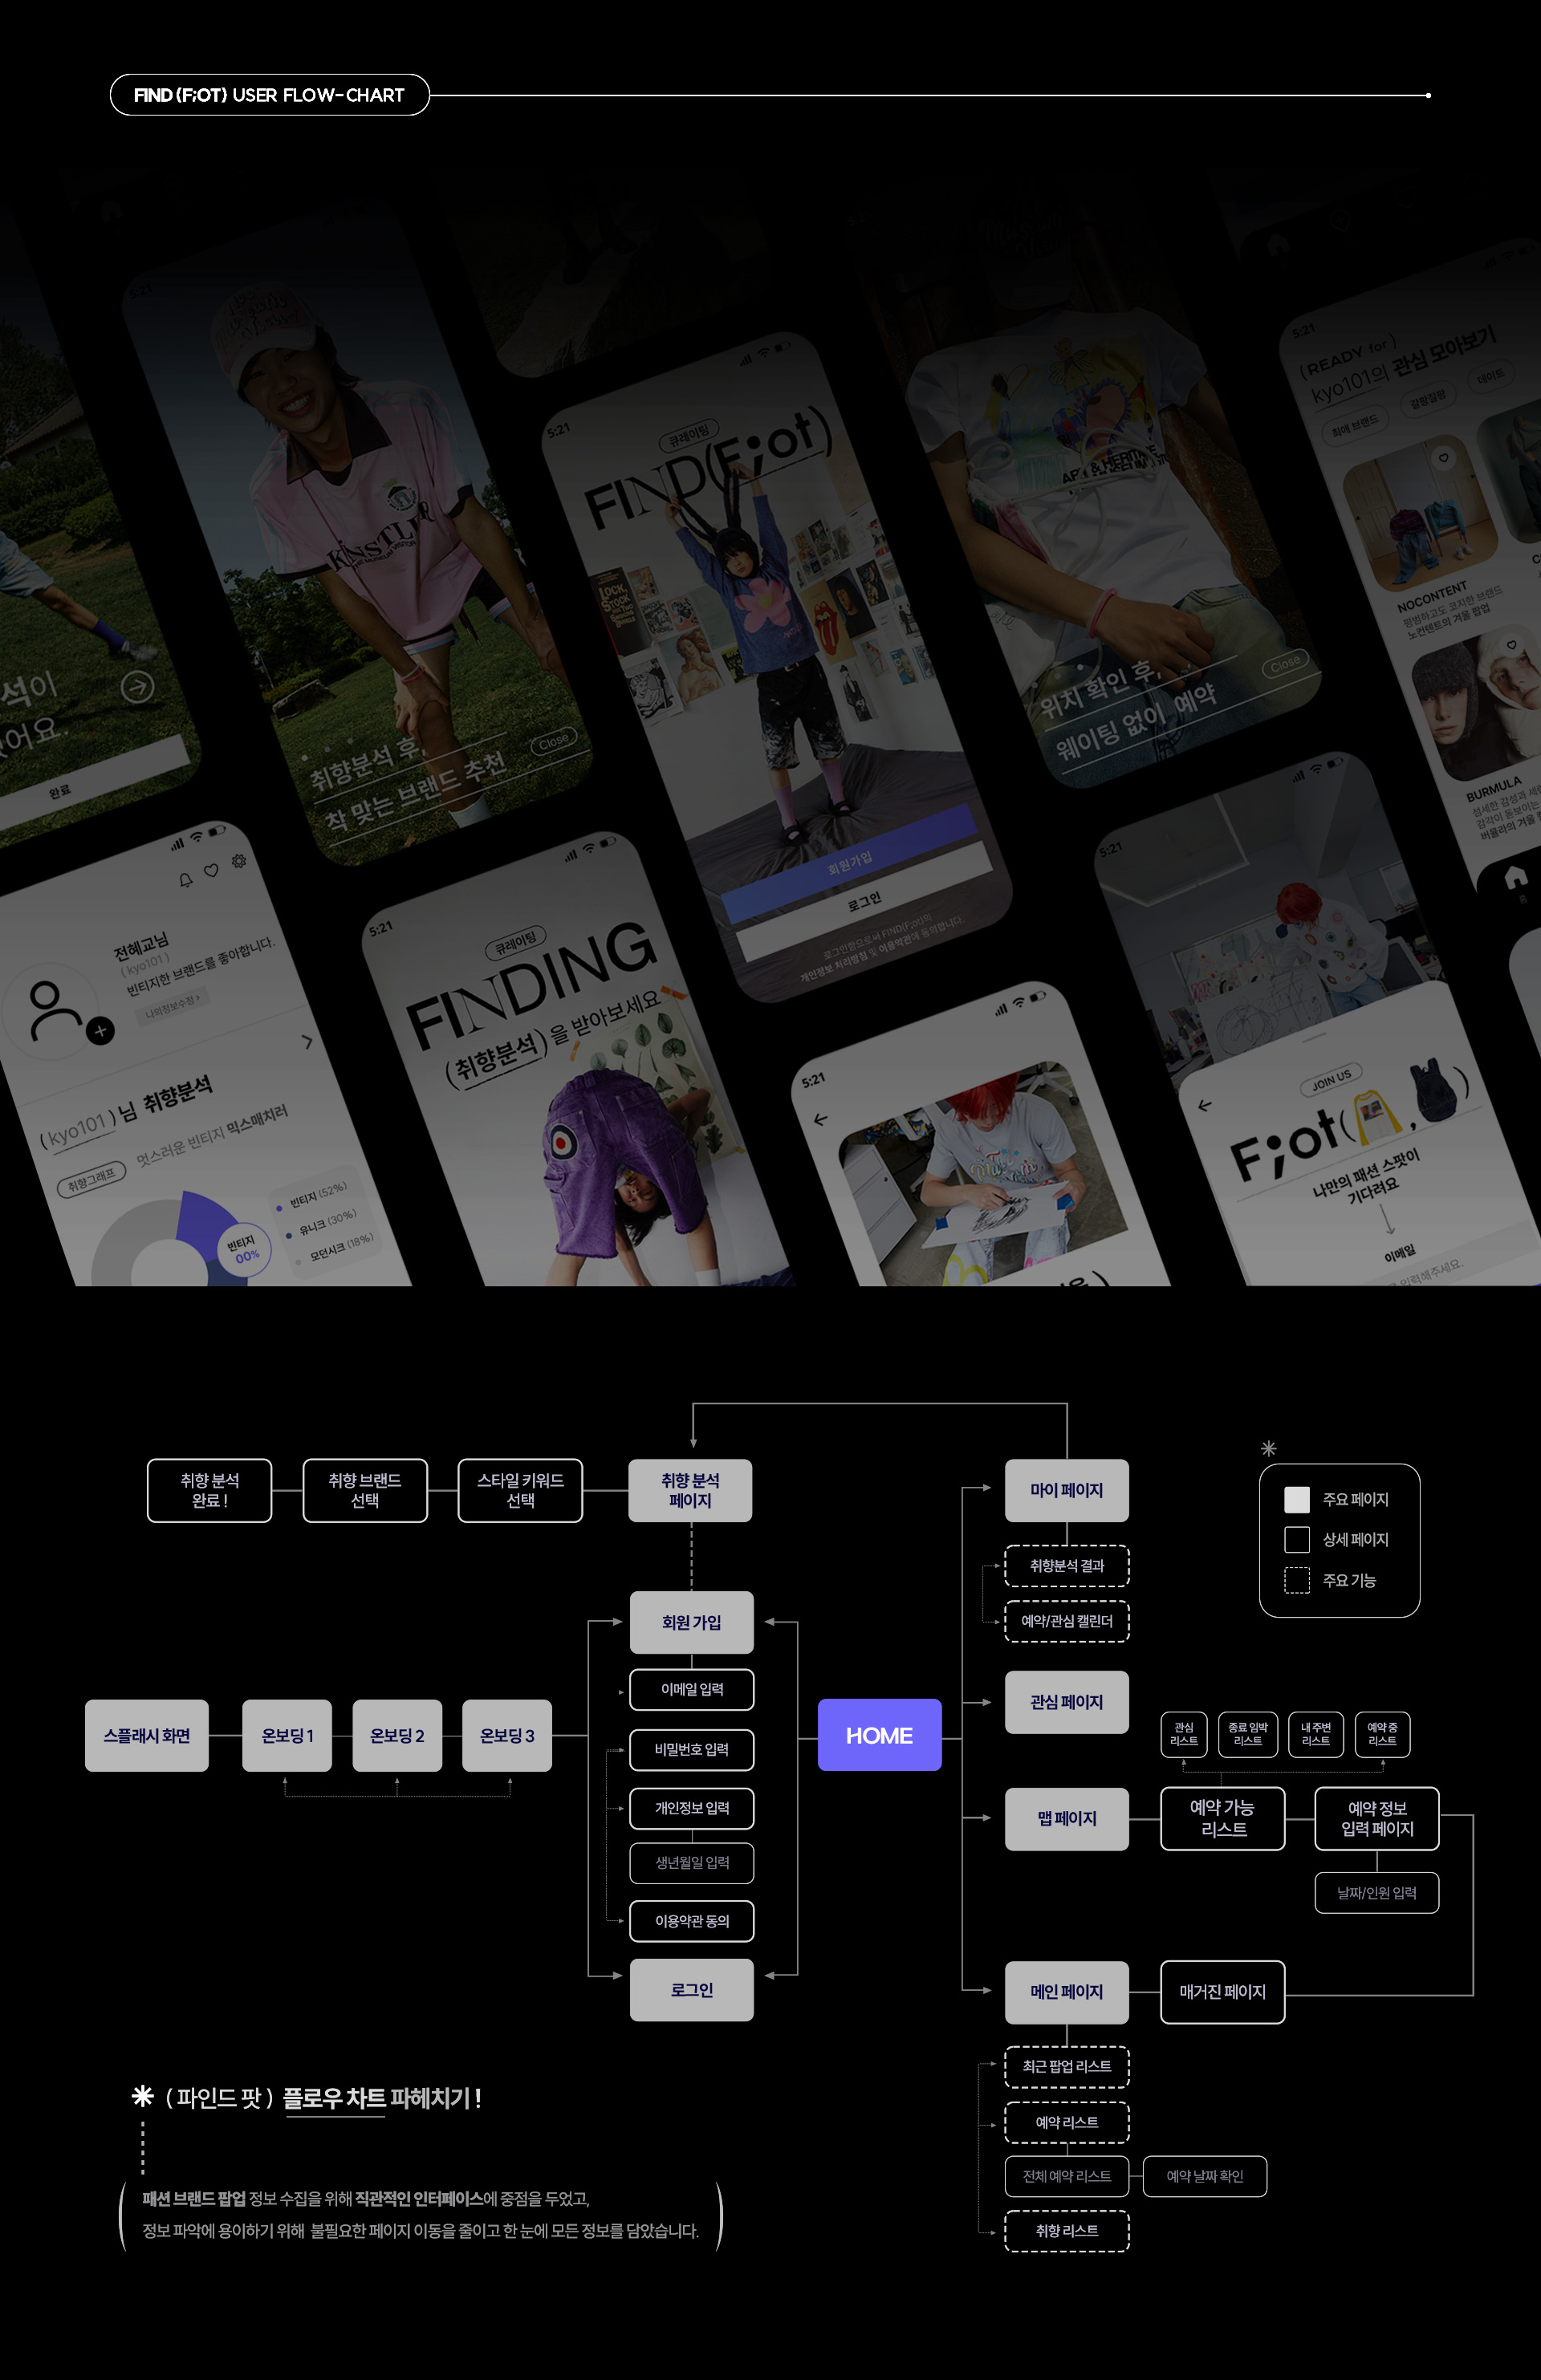 FIND (F;OT) USER FLOW-CHART
5:21
KINSTLER
취향분석 후,
착 맞는 브랜드 추천
Close
석이
어요.
완료
5:21
큐레이팅
FIND(F;ot)
LOCK,
STOCK
회원가입
로그인
로그인함으로써 FIND(F;ot)의
개인정보 처리방침 및 이용약관에 동의합니다.
ART & HERITAGE
위치 확인 후,
웨이팅 없이 예약
Close
5:21
(READY for)
kyo101의 관심 모아보기
최애 브랜드
갈팡질팡
데이트
NOCONTENT
평범하고도 코지한 브랜드
노컨텐트의 겨울 팝업
BURMULA
섬세한 감성과 세련
감각이 돋보이는
버뮬라의 겨울
홈
전혜교님
(kyo101)
빈티지한 브랜드를 좋아합니다.
나의정보수정 >
(kyo101)님 취향분석
취향그래프
멋스러운 빈티지 믹스매치러
빈티지 (52%)
유니크 (30%)
모던시크 (18%)
빈티지
00%
5:21
큐레이팅
FINDING
(취향분석)을 받아보세요
5:21
5:21
JOIN US
F;ot( , )
나만의 패션 스팟이
기다려요
이메일
입력해주세요.
취향 분석
완료 !
취향 브랜드
선택
스타일 키워드
선택
취향 분석
페이지
마이 페이지
주요 페이지
상세 페이지
주요 기능
취향분석 결과
예약/관심 캘린더
회원 가입
이메일 입력
비밀번호 입력
개인정보 입력
생년월일 입력
이용약관 동의
로그인
스플래시 화면
온보딩 1
온보딩 2
온보딩 3
HOME
관심 페이지
관심
리스트
종료 임박
리스트
내 주변
리스트
예약 중
리스트
맵 페이지
예약 가능
리스트
예약 정보
입력 페이지
날짜/인원 입력
메인 페이지
매거진 페이지
최근 팝업 리스트
예약 리스트
전체 예약 리스트
예약 날짜 확인
취향 리스트
( 파인드 팟 ) 플로우 차트 파헤치기 !
패션 브랜드 팝업 정보 수집을 위해 직관적인 인터페이스에 중점을 두었고,
정보 파악에 용이하기 위해 불필요한 페이지 이동을 줄이고 한 눈에 모든 정보를 담았습니다.